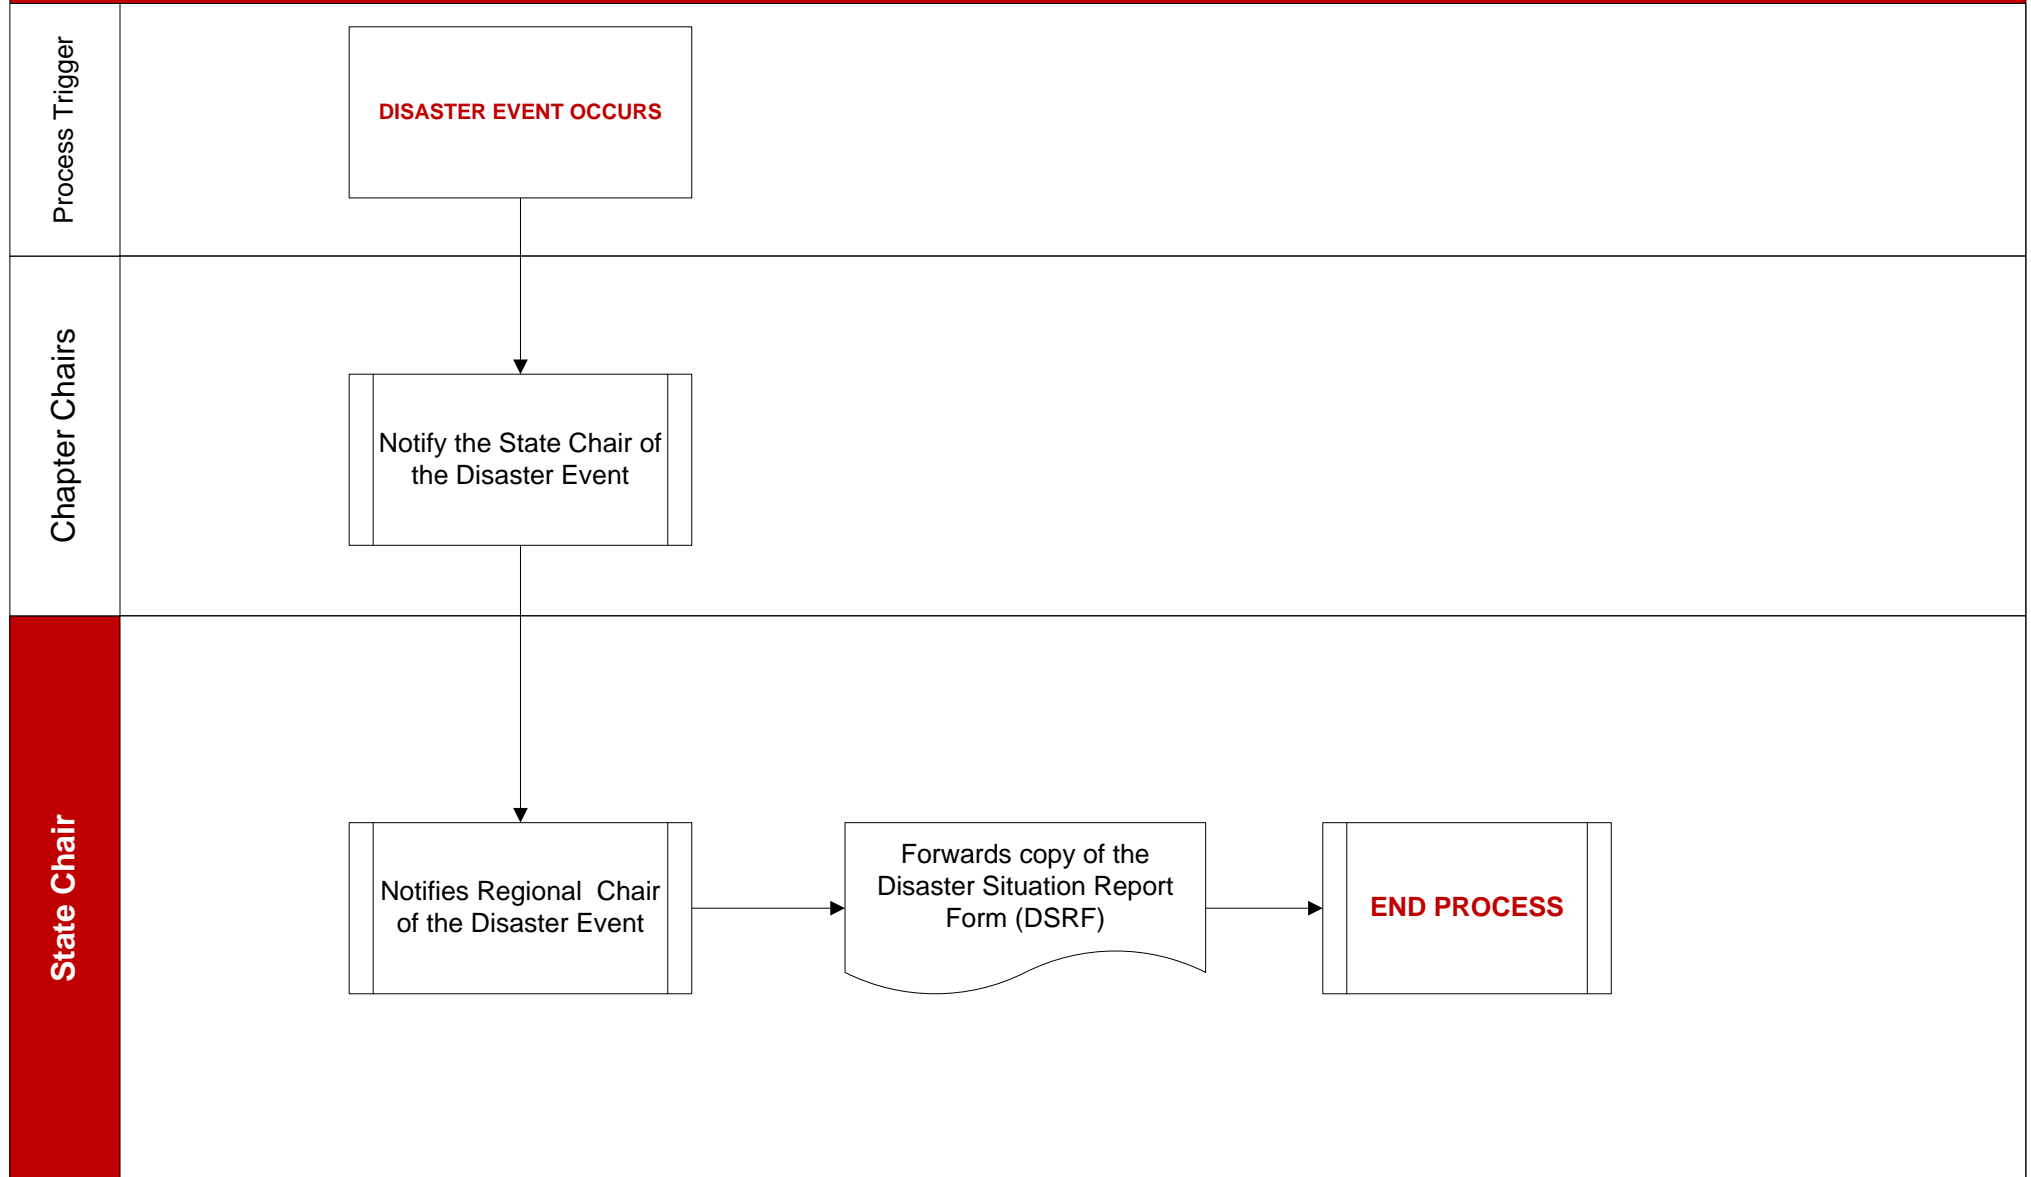 Process Trigger
DISASTER EVENT OCCURS
Chapter Chairs
Notify the State Chair of
the Disaster Event
State Chair
Notifies Regional  Chair
of the Disaster Event
Forwards copy of the
Disaster Situation Report
Form (DSRF)
END PROCESS